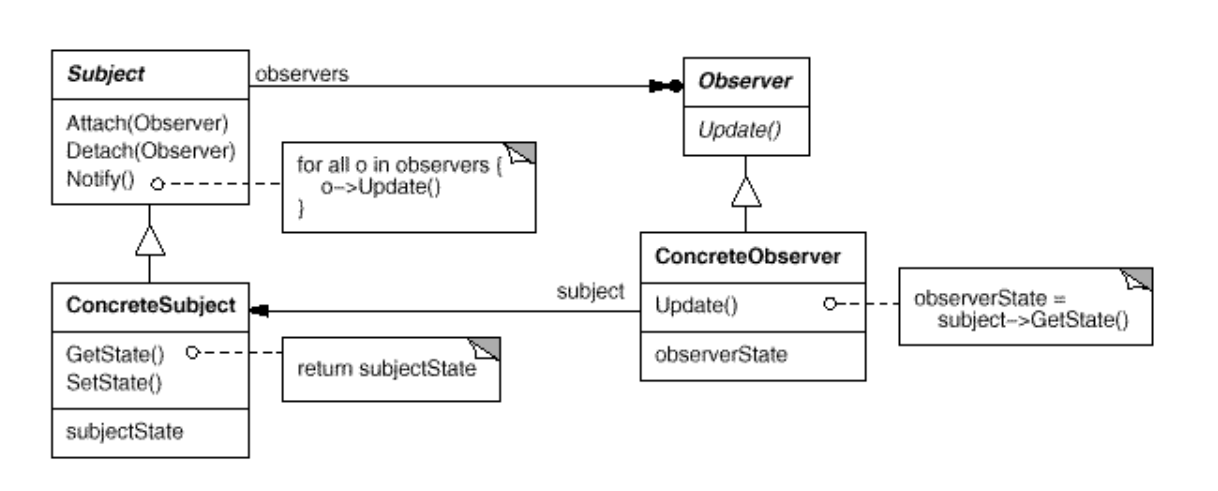 Subject
observers
Observer
Attach(Observer)
Detach(Observer)
Notify()
Update()
for all o in observers {
o->Update()
}
ConcreteObserver
Update()
observerState
observerState =
subject->GetState()
subject
ConcreteSubject
GetState()
SetState()
subjectState
return subjectState